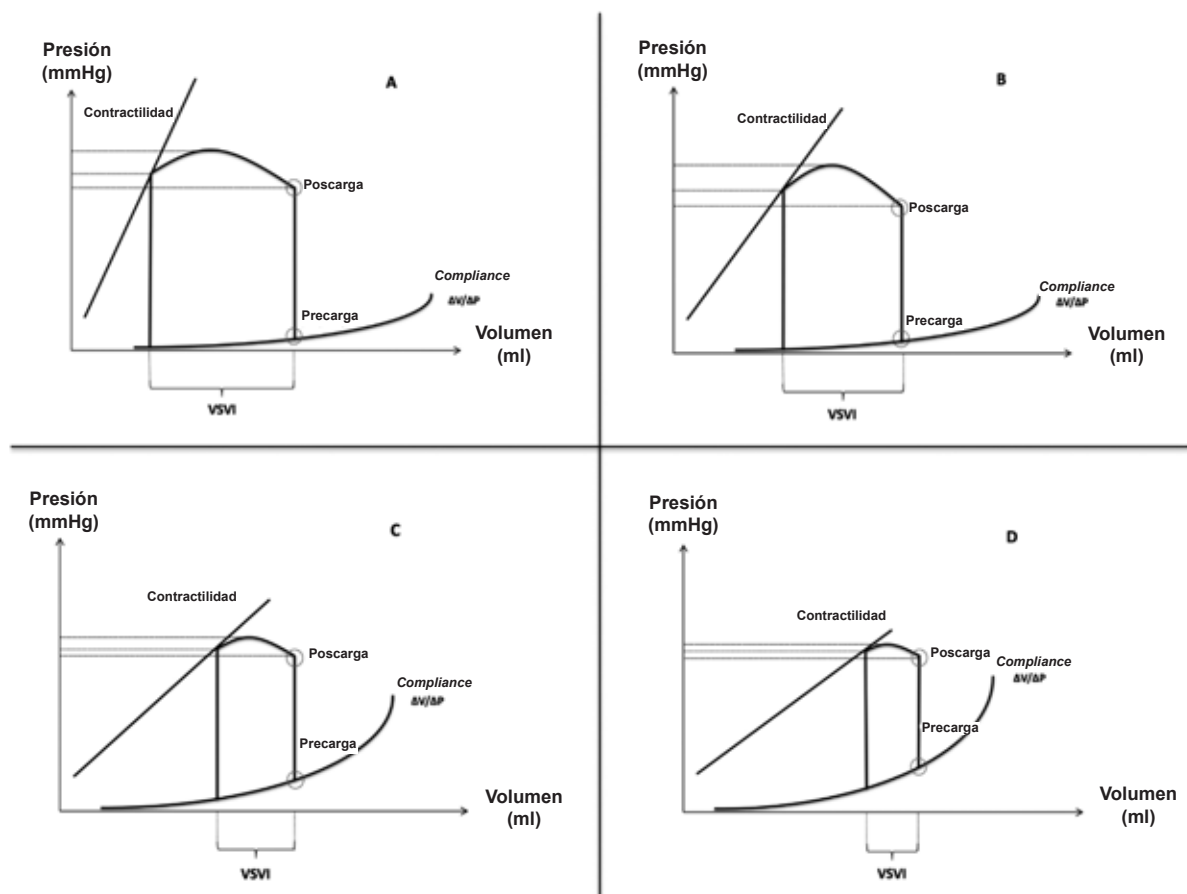 Presión
(mmHg)
A
Contractilidad
Poscarga
Compliance
ΔV/ΔP
Precarga
Volumen
(ml)
VSVI
Presión
(mmHg)
B
Contractilidad
Poscarga
Compliance
ΔV/ΔP
Precarga
Volumen
(ml)
VSVI
Presión
(mmHg)
C
Contractilidad
Poscarga
Compliance
ΔV/ΔP
Precarga
Volumen
(ml)
VSVI
Presión
(mmHg)
D
Contractilidad
Poscarga
Compliance
ΔV/ΔP
Precarga
Volumen
(ml)
VSVI